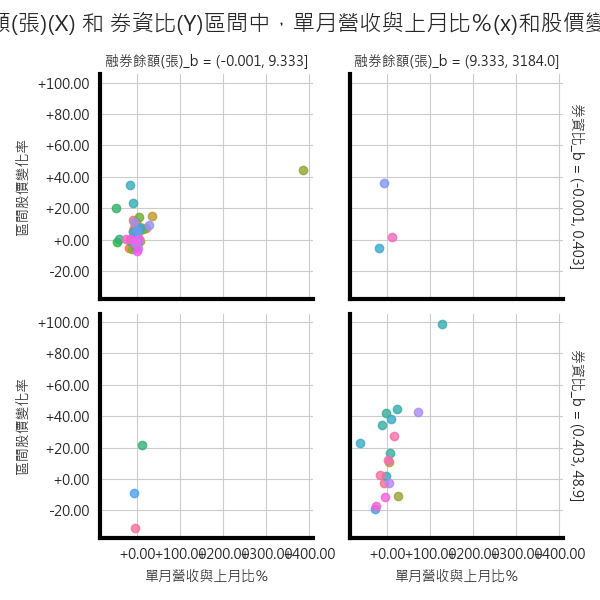 額(張)(X) 和 券資比(Y)區間中，單月營收與上月比%(x)和股價變
融券餘額(張)_b = (-0.001, 9.333]
融券餘額(張)_b = (9.333, 3184.0]
+100.00
+80.00
+60.00
+40.00
+20.00
+0.00
-20.00
區間股價變化率
券資比_b = (-0.001, 0.403]
+100.00
+80.00
+60.00
+40.00
+20.00
+0.00
-20.00
區間股價變化率
券資比_b = (0.403, 48.9]
+0.00 +100.00 +200.00 +300.00 +400.00
+0.00 +100.00 +200.00 +300.00 +400.00
單月營收與上月比%
單月營收與上月比%